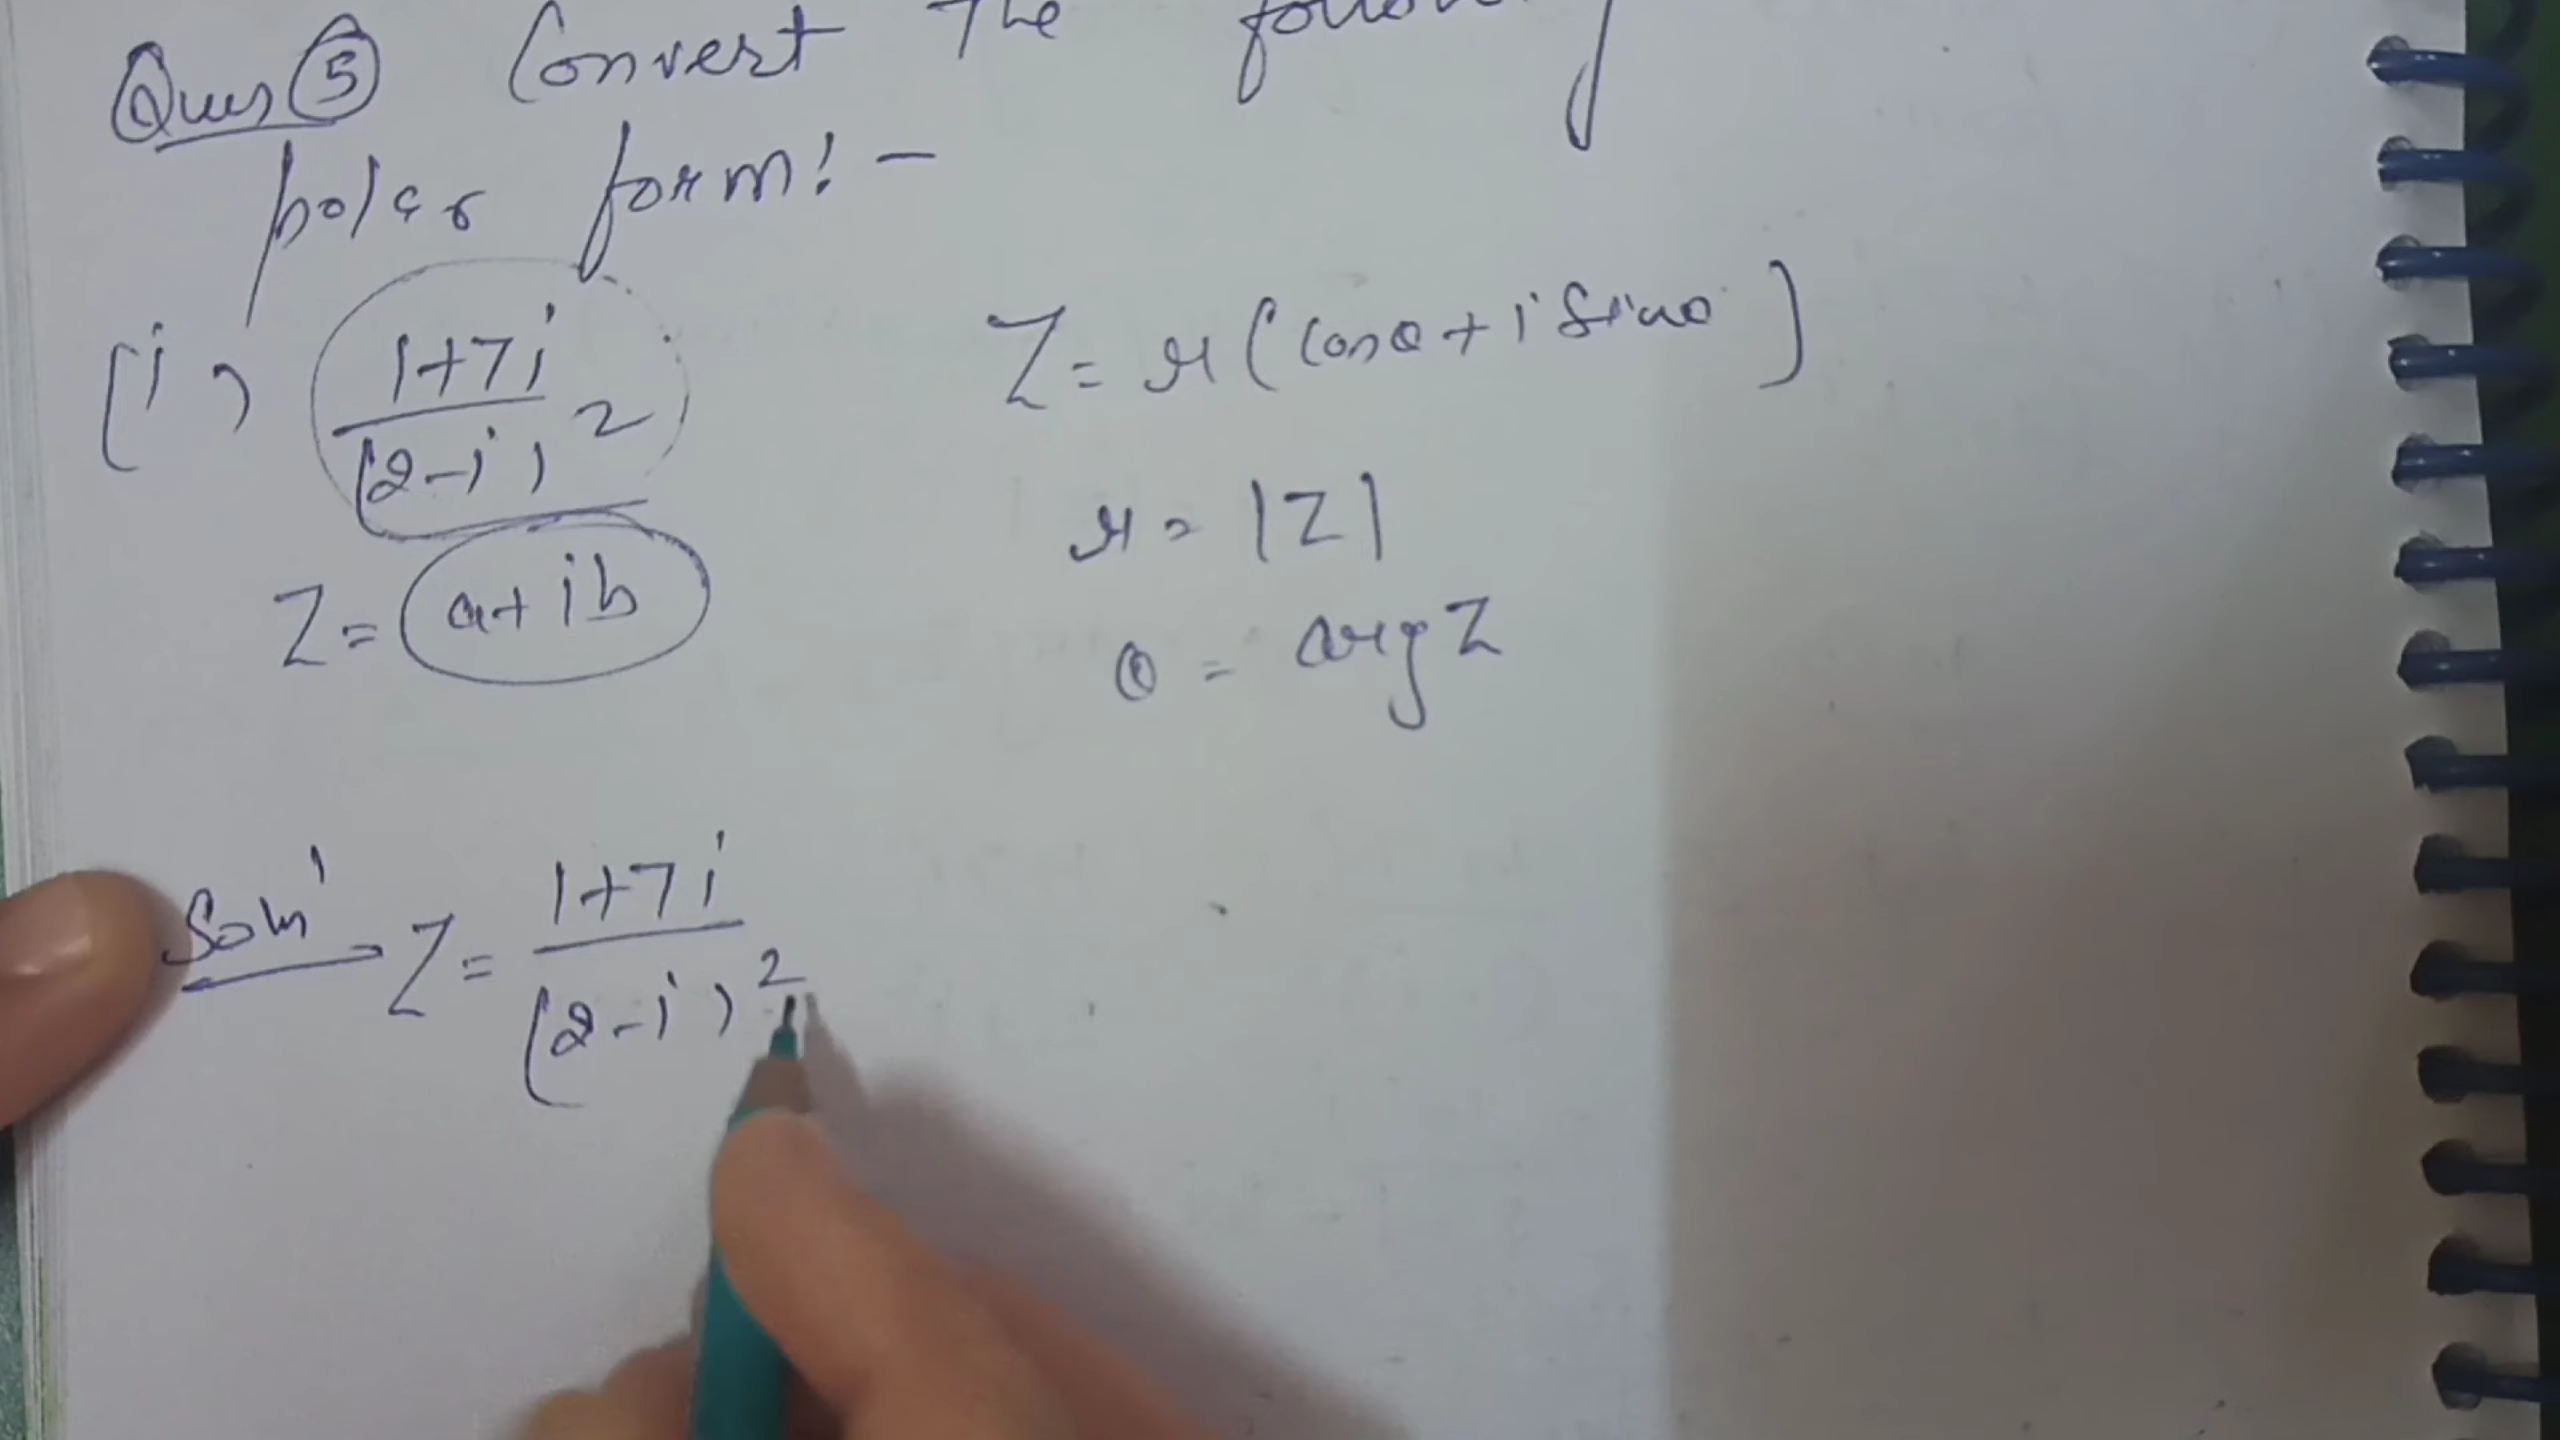 Ques 5 Convert The
polar form:-
(i) 1+7i
(2-i)²
Z = a+ib
Z = r(cosθ + i sinθ)
r = |Z|
θ = arg Z
Soln Z = 1+7i
(2-i)²